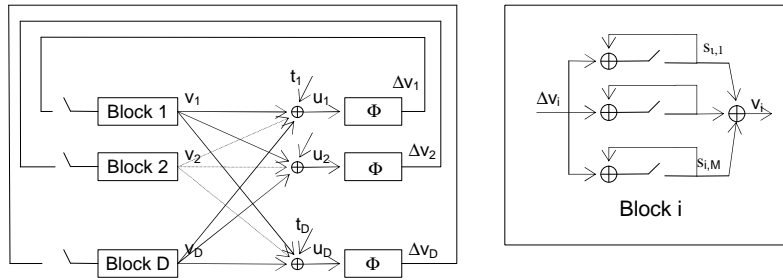 t1
Block 1
v1
u1
Φ
Δv1
Block 2
v2
u2
Φ
Δv2
tD
Block D
vD
uD
Φ
ΔvD
sι,1
Δvi
vi
si,M
Block i